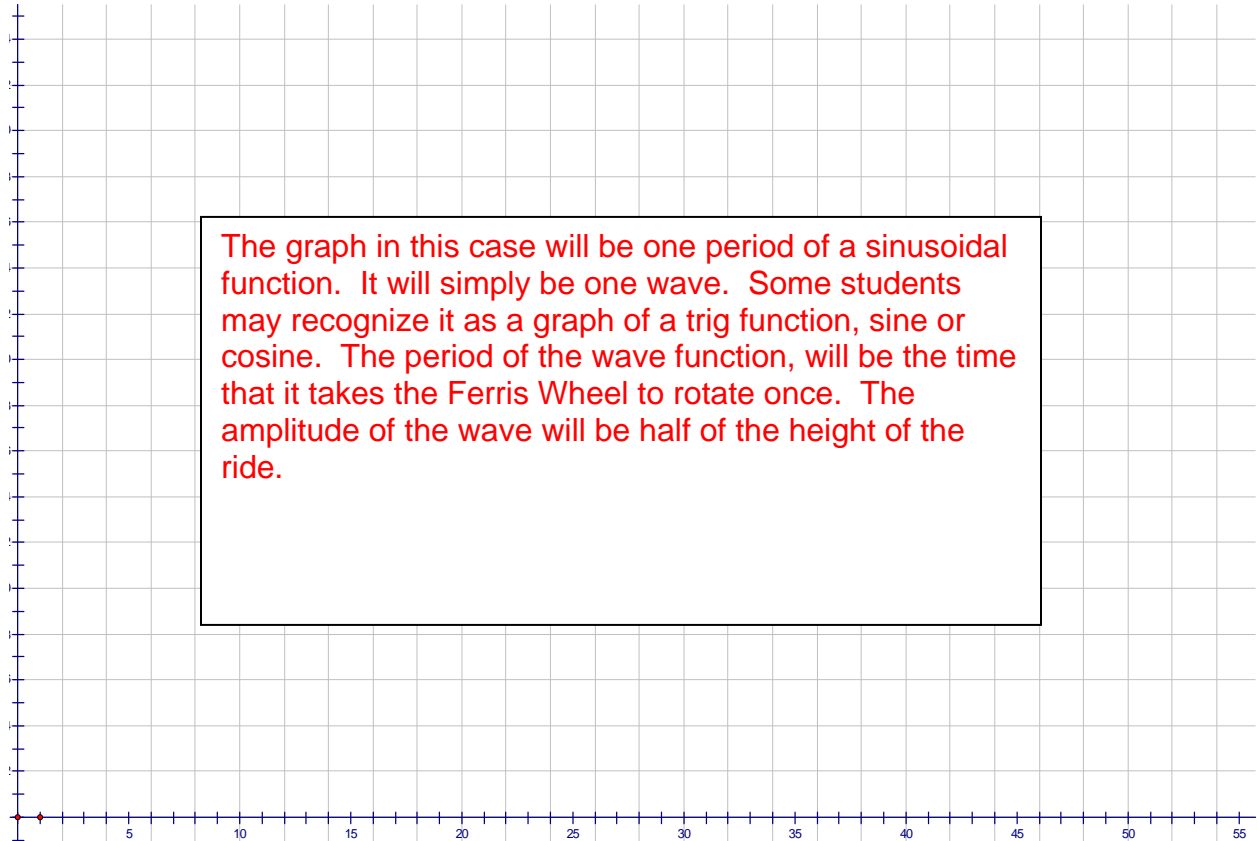 The graph in this case will be one period of a sinusoidal
function.  It will simply be one wave.  Some students
may recognize it as a graph of a trig function, sine or
cosine.  The period of the wave function, will be the time
that it takes the Ferris Wheel to rotate once.  The
amplitude of the wave will be half of the height of the
ride.
5 10 15 20 25 30 35 40 45 50 55